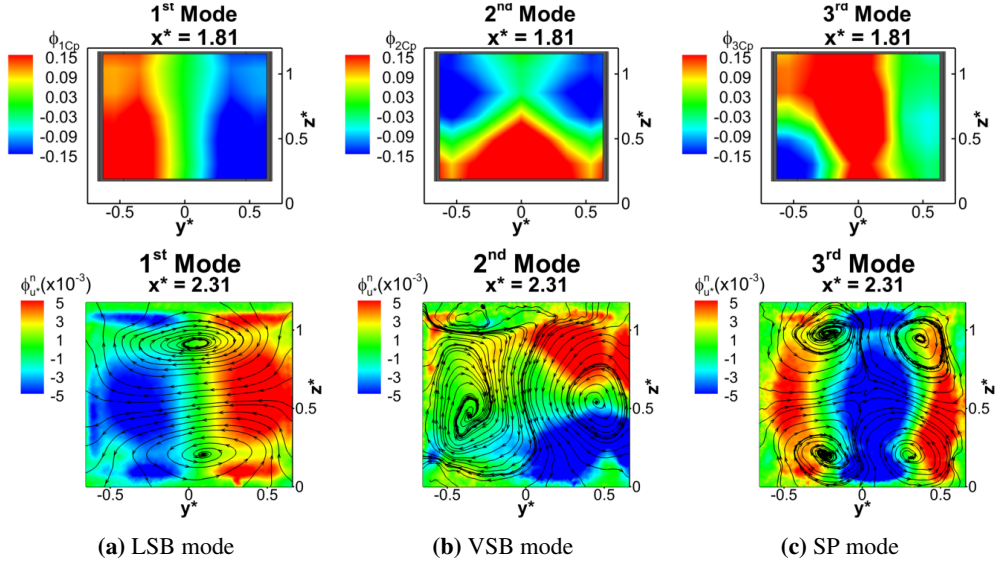 1st Mode
x* = 1.81
ϕ1Cp
0.15
0.09
0.03
-0.03
-0.09
-0.15
1
0.5
0
z*
-0.5 0 0.5
y*
2nd Mode
x* = 1.81
ϕ2Cp
0.15
0.09
0.03
-0.03
-0.09
-0.15
1
0.5
0
z*
-0.5 0 0.5
y*
3rd Mode
x* = 1.81
ϕ3Cp
0.15
0.09
0.03
-0.03
-0.09
-0.15
1
0.5
0
z*
-0.5 0 0.5
y*
1st Mode
x* = 2.31
ϕnu*(x10-3)
5
3
1
-1
-3
-5
1
0.5
0
z*
-0.5 0 0.5
y*
2nd Mode
x* = 2.31
ϕnu*(x10-3)
5
3
1
-1
-3
-5
1
0.5
0
z*
-0.5 0 0.5
y*
3rd Mode
x* = 2.31
ϕnu*(x10-3)
5
3
1
-1
-3
-5
1
0.5
0
z*
-0.5 0 0.5
y*
(a) LSB mode
(b) VSB mode
(c) SP mode